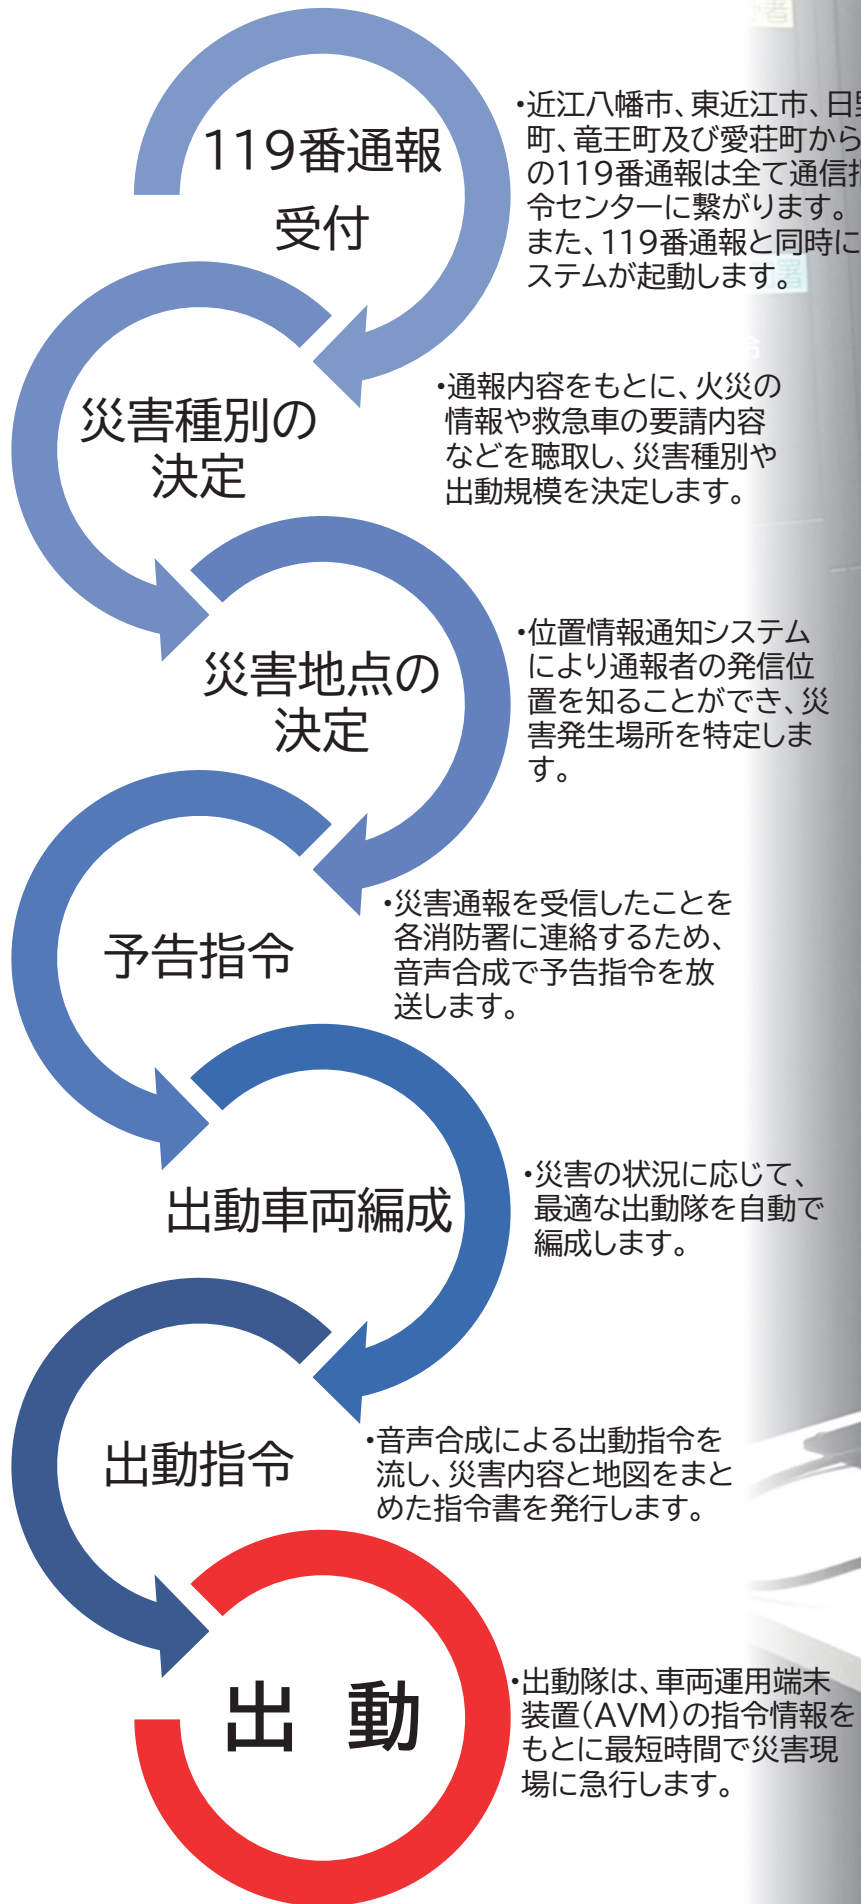 119番通報
受付
・近江八幡市、東近江市、日野
町、竜王町及び愛荘町から
の119番通報は全て通信指
令センターに繋がります。
また、119番通報と同時に
ステムが起動します。
災害種別の
決定
・通報内容をもとに、火災の
情報や救急車の要請内容
などを聴取し、災害種別や
出動規模を決定します。
災害地点の
決定
・位置情報通知システム
により通報者の発信位
置を知ることができ、災
害発生場所を特定しま
す。
予告指令
・災害通報を受信したことを
各消防署に連絡するため、
音声合成で予告指令を放
送します。
出動車両編成
・災害の状況に応じて、
最適な出動隊を自動で
編成します。
出動指令
・音声合成による出動指令を
流し、災害内容と地図をまと
めた指令書を発行します。
出 動
・出動隊は、車両運用端末
装置(AVM)の指令情報を
もとに最短時間で災害現
場に急行します。